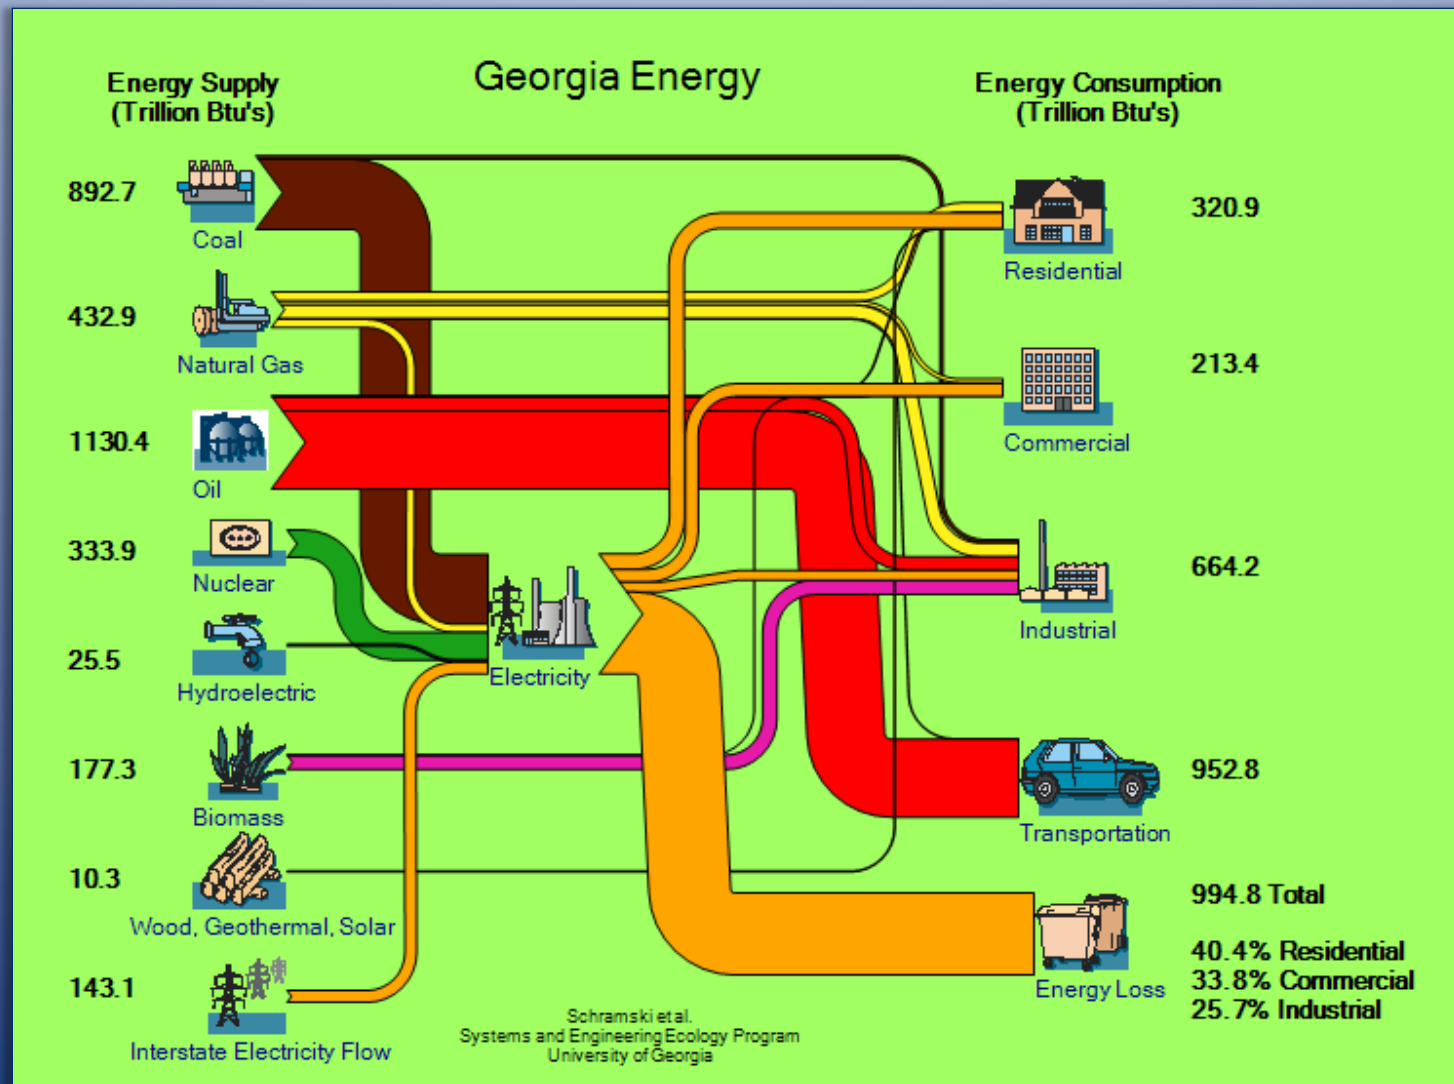 Georgia Energy
Energy Supply
(Trillion Btu's)
Energy Consumption
(Trillion Btu's)
892.7
Coal
432.9
Natural Gas
1130.4
Oil
333.9
Nuclear
25.5
Hydroelectric
177.3
Biomass
10.3
Wood, Geothermal, Solar
143.1
Interstate Electricity Flow
Electricity
320.9
Residential
213.4
Commercial
664.2
Industrial
952.8
Transportation
994.8 Total
40.4% Residential
33.8% Commercial
25.7% Industrial
Energy Loss
Schramski et al.
Systems and Engineering Ecology Program
University of Georgia